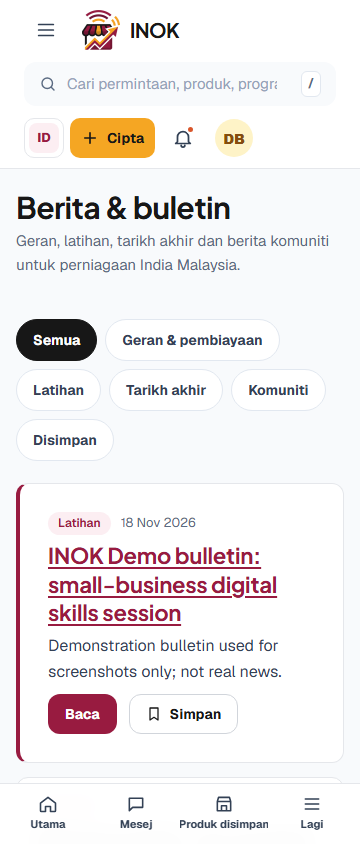 INOK
Cari permintaan, produk, progra
/
ID
+ Cipta
DB
Berita & buletin
Geran, latihan, tarikh akhir dan berita komuniti
untuk perniagaan India Malaysia.
Semua
Geran & pembiayaan
Latihan
Tarikh akhir
Komuniti
Disimpan
Latihan
18 Nov 2026
INOK Demo bulletin:
small-business digital
skills session
Demonstration bulletin used for
screenshots only; not real news.
Baca
Simpan
Utama
Mesej
Produk disimpan
Lagi